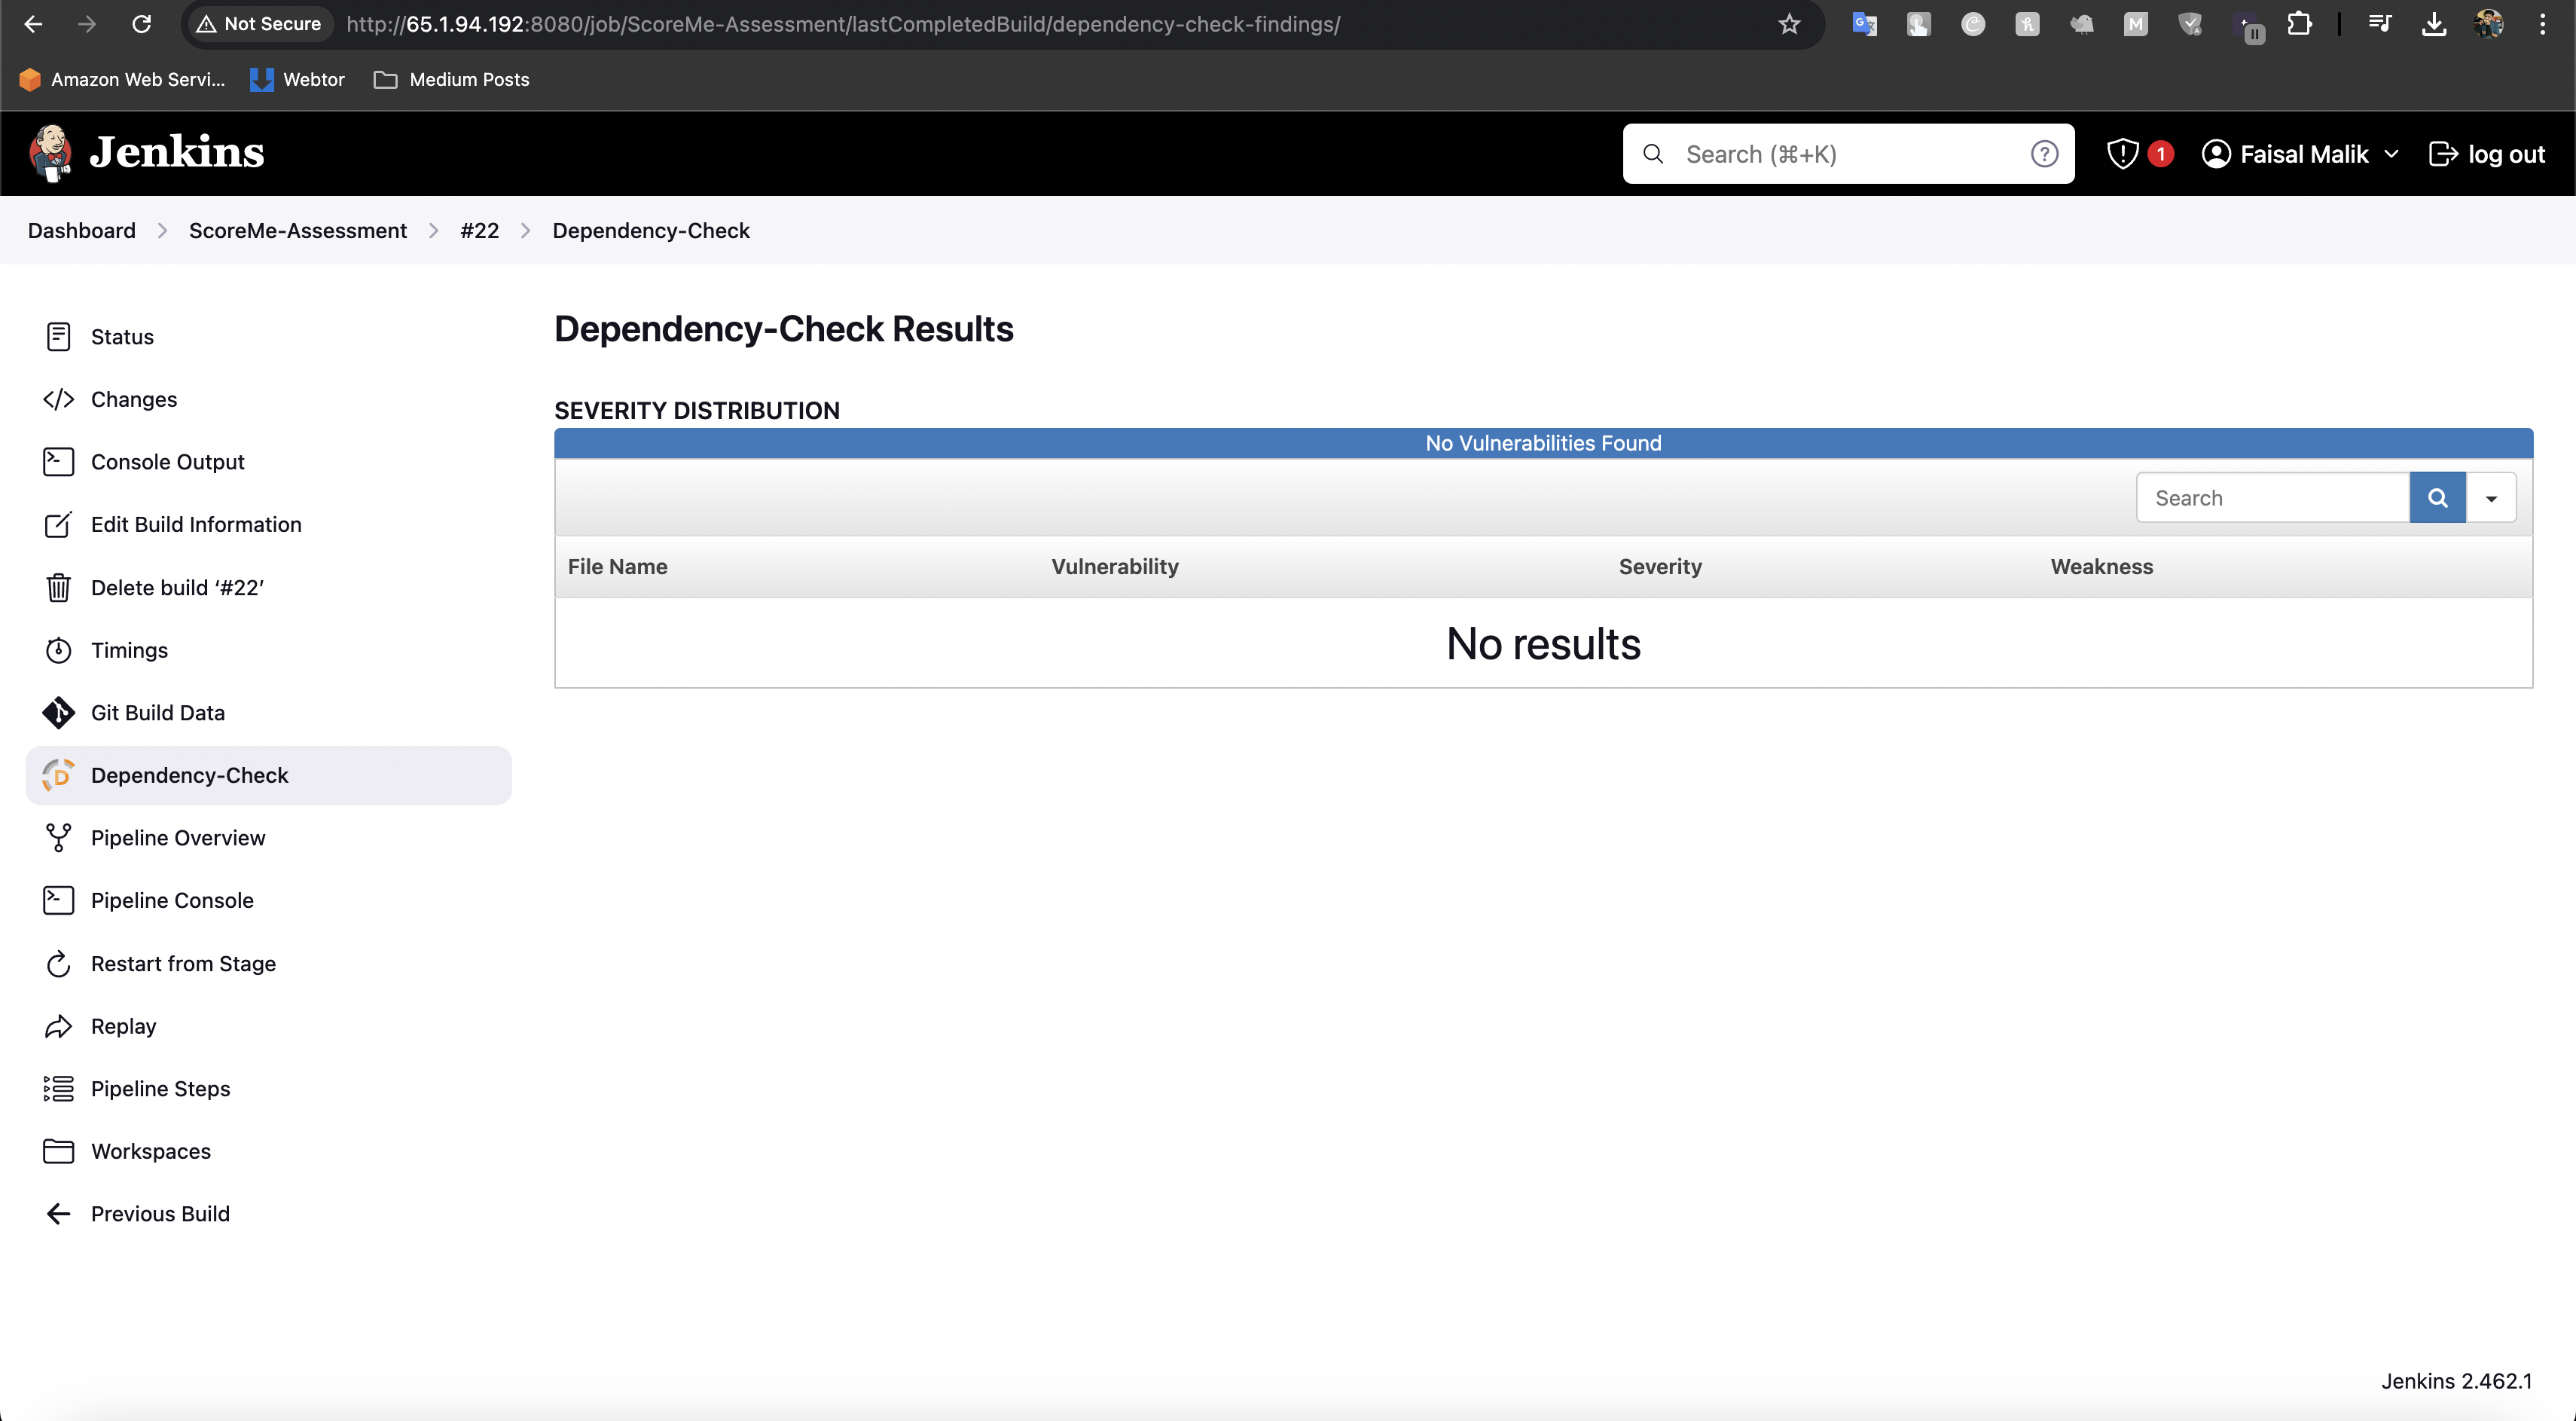 Not Secure http://65.1.94.192:8080/job/ScoreMe-Assessment/lastCompletedBuild/dependency-check-findings/
Amazon Web Servi... Webtor Medium Posts
Jenkins Search (⌘+K) 1 Faisal Malik log out
Dashboard ScoreMe-Assessment #22 Dependency-Check
Status
Changes
Console Output
Edit Build Information
Delete build ‘#22’
Timings
Git Build Data
Dependency-Check
Pipeline Overview
Pipeline Console
Restart from Stage
Replay
Pipeline Steps
Workspaces
Previous Build
Dependency-Check Results
SEVERITY DISTRIBUTION
No Vulnerabilities Found
Search
File Name Vulnerability Severity Weakness
No results
Jenkins 2.462.1